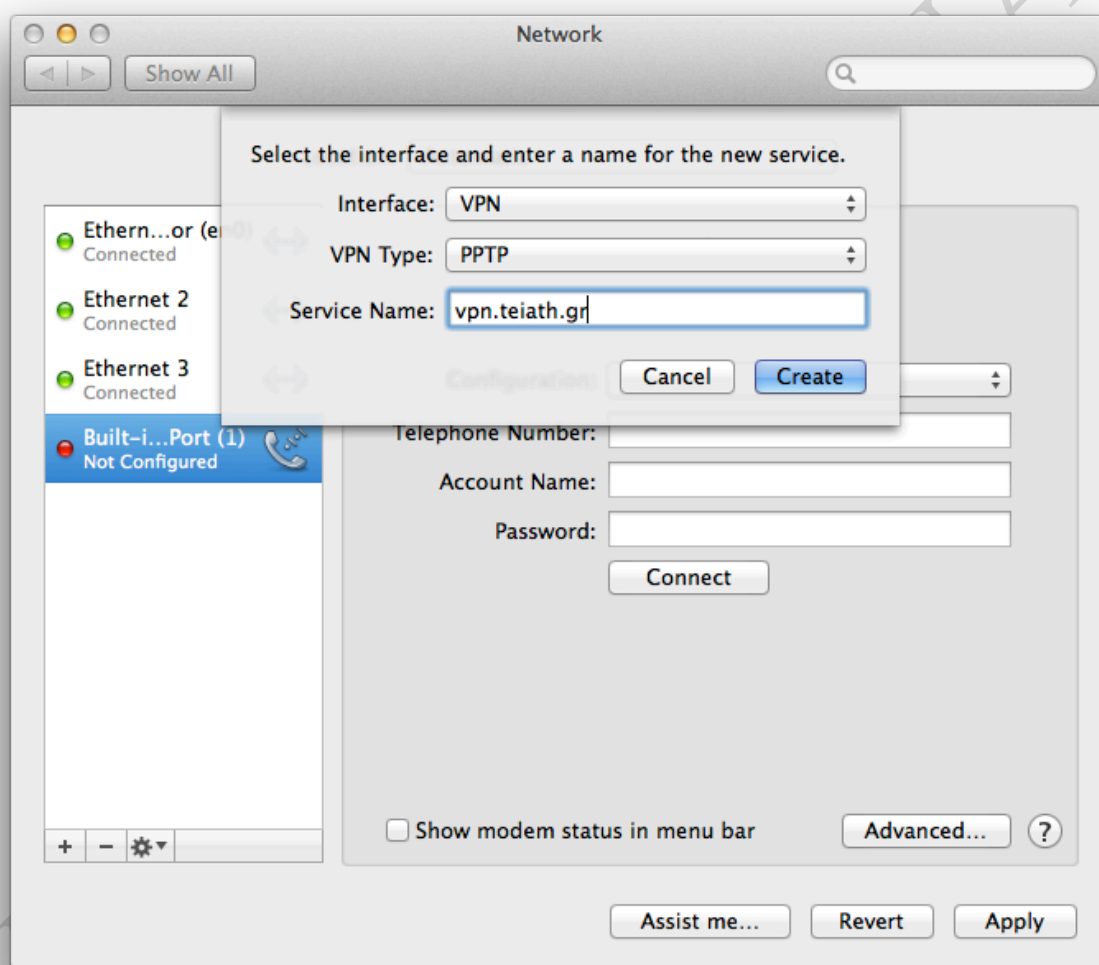 Network
Show All
Select the interface and enter a name for the new service.
Interface: VPN
VPN Type: PPTP
Service Name: vpn.teiath.gr
Cancel Create
Ethern...or (en0)
Connected
Ethernet 2
Connected
Ethernet 3
Connected
Built-i...Port (1)
Not Configured
Configuration:
Telephone Number:
Account Name:
Password:
Connect
Show modem status in menu bar
Advanced... ?
Assist me... Revert Apply